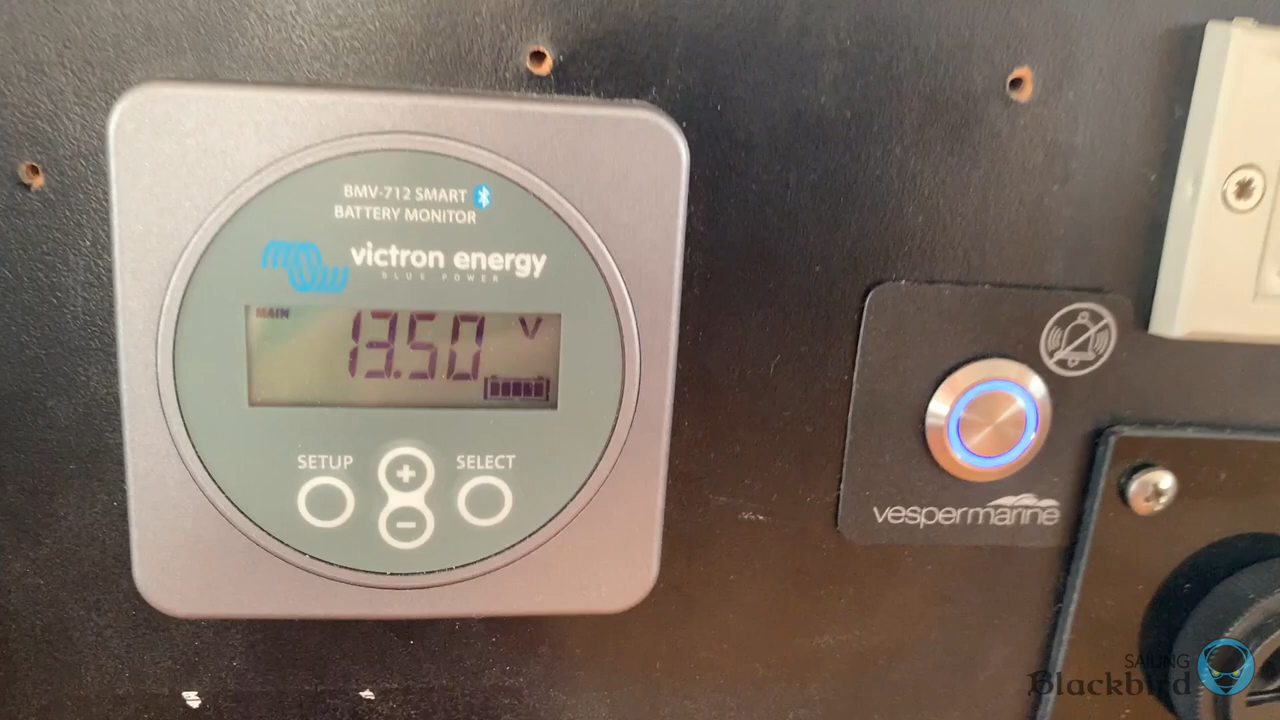 BMV-712 SMART
BATTERY MONITOR
victron energy
BLUE POWER
MAIN
13.50 V
SETUP
+
SELECT
−
vespermarine
SAILING
Blackbird